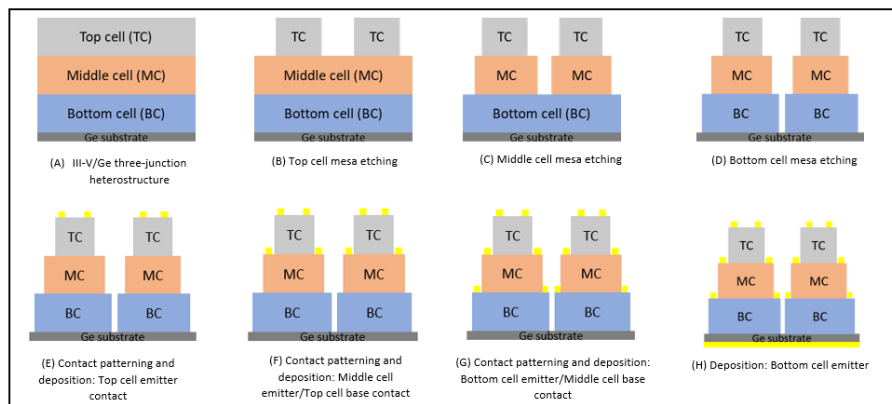 Top cell (TC)
Middle cell (MC)
Bottom cell (BC)
Ge substrate
(A) III-V/Ge three-junction
heterostructure
TC TC
Middle cell (MC)
Bottom cell (BC)
Ge substrate
(B) Top cell mesa etching
TC TC
MC MC
Bottom cell (BC)
Ge substrate
(C) Middle cell mesa etching
TC TC
MC MC
BC BC
Ge substrate
(D) Bottom cell mesa etching
TC TC
MC MC
BC BC
Ge substrate
(E) Contact patterning and
deposition: Top cell emitter
contact
TC TC
MC MC
BC BC
Ge substrate
(F) Contact patterning and
deposition: Middle cell
emitter/Top cell base contact
TC TC
MC MC
BC BC
Ge substrate
(G) Contact patterning and deposition:
Bottom cell emitter/Middle cell base
contact
TC TC
MC MC
BC BC
Ge substrate
(H) Deposition: Bottom cell emitter